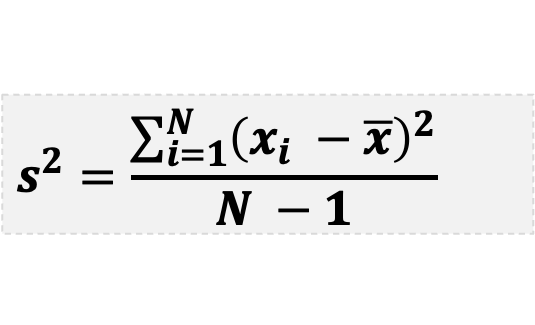 s² = ∑ᵢ₌₁ᴺ(xᵢ − x̅)² / N − 1